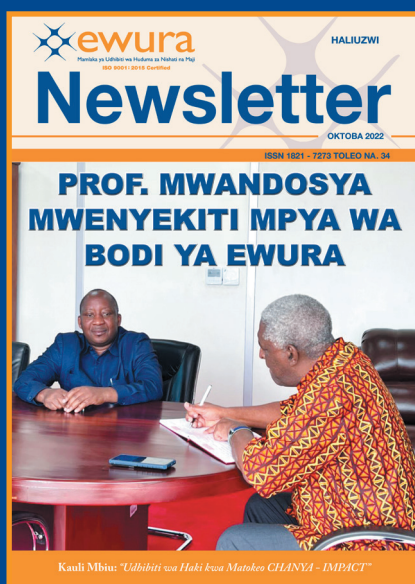 ewura
Mamlaka ya Udhibiti wa Huduma za Nishati na Maji
ISO 9001:2015 Certified
HALIUZWI
Newsletter
OKTOBA 2022
ISSN 1821 - 7273 TOLEO NA. 34
PROF. MWANDOSYA
MWENYEKITI MPYA WA
BODI YA EWURA
Kauli Mbiu: "Udhibiti wa Haki kwa Matokeo CHANYA - IMPACT"